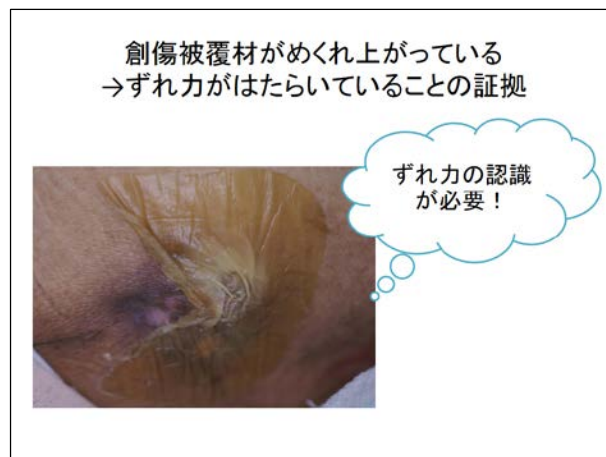 創傷被覆材がめくれ上がっている
→ずれ力がはたらいていることの証拠
ずれ力の認識
が必要！